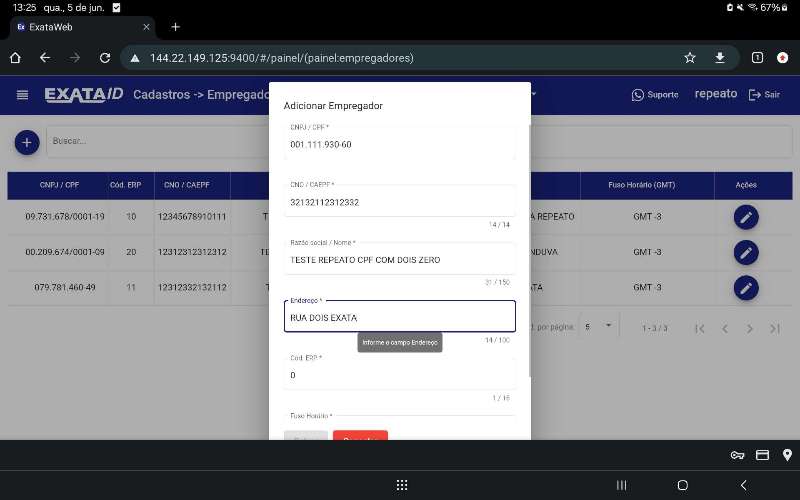 13:25 qua., 5 de jun. 67%
ExataWeb
144.22.149.125:9400/#/painel/(painel:empregadores)
1
EXATAID Cadastros -> Empregado Suporte repeato Sair
Buscar...
CNPJ / CPF Cód. ERP CNO / CAEPF Fuso Horário (GMT) Ações
09.731.678/0001-19 10 12345678910111 A REPEATO GMT -3
00.209.674/0001-09 20 12312312312312 NDUVA GMT -3
079.781.460-49 11 12312332132112 ATA GMT -3
por página: 5 1 - 3 / 3
Adicionar Empregador
CNPJ / CPF *
001.111.930-60
CNO / CAEPF *
32132112312332
14 / 14
Razão social / Nome *
TESTE REPEATO CPF COM DOIS ZERO
31 / 150
Endereço *
RUA DOIS EXATA
Informe o campo Endereço
14 / 100
Cód. ERP *
0
1 / 16
Fuso Horário *